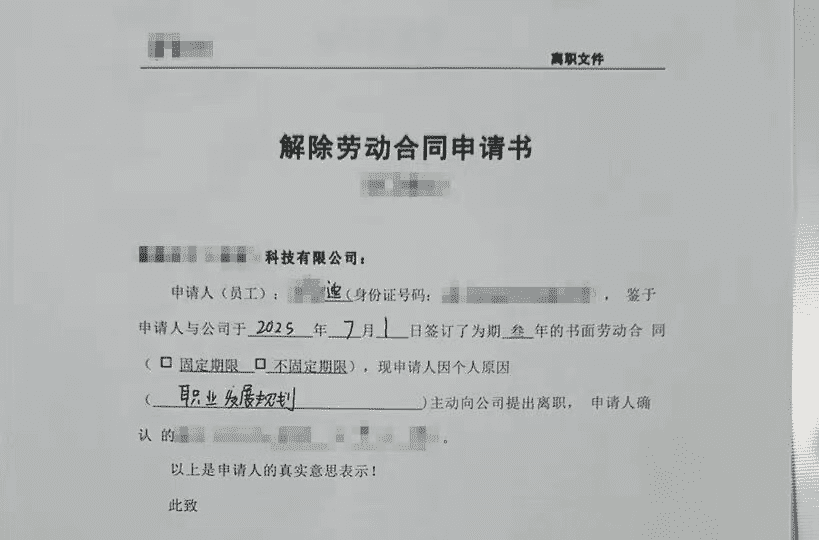 离职文件
解除劳动合同申请书
科技有限公司：
申请人（员工）： 迪（身份证号码： ）， 鉴于
申请人与公司于 2025 年 7 月 1 日签订了为期 叁 年的书面劳动合 同
（ □ 固定期限 □ 不固定期限），现申请人因个人原因
（ 职业发展规划 ）主动向公司提出离职， 申请人确
认 的 。
以上是申请人的真实意思表示！
此致